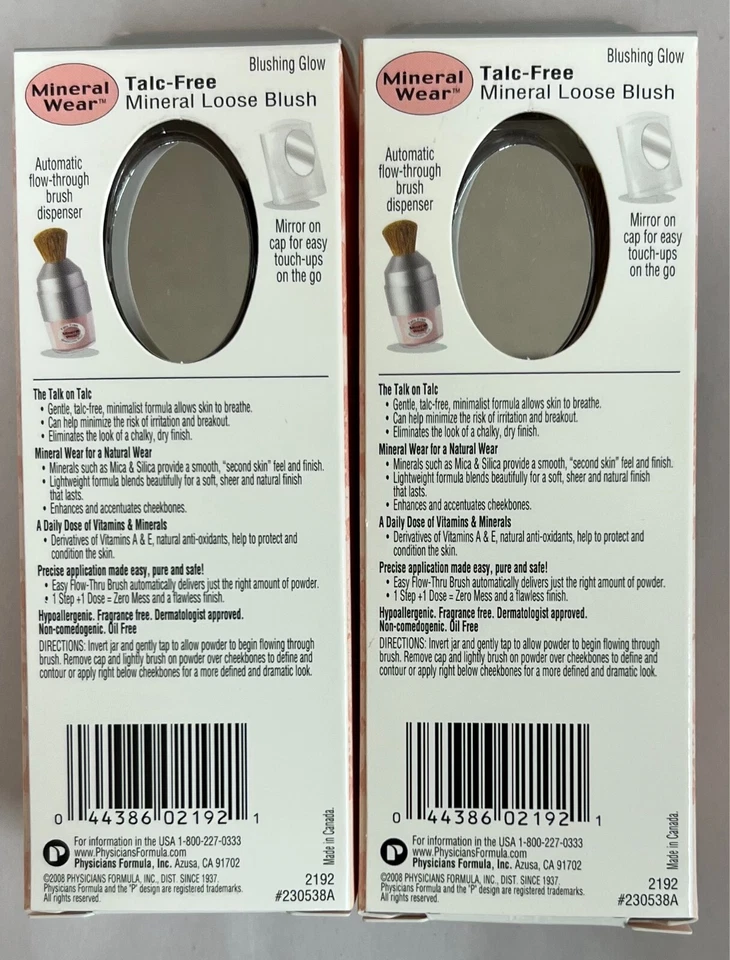 Blushing Glow
Mineral
Wear™
Talc-Free
Mineral Loose Blush
Automatic
flow-through
brush
dispenser
Mirror on
cap for easy
touch-ups
on the go
The Talk on Talc
• Gentle, talc-free, minimalist formula allows skin to breathe.
• Can help minimize the risk of irritation and breakout.
• Eliminates the look of a chalky, dry finish.
Mineral Wear for a Natural Wear
• Minerals such as Mica & Silica provide a smooth, "second skin" feel and finish.
• Lightweight formula blends beautifully for a soft, sheer and natural finish
that lasts.
• Enhances and accentuates cheekbones.
A Daily Dose of Vitamins & Minerals
• Derivatives of Vitamins A & E, natural anti-oxidants, help to protect and
condition the skin.
Precise application made easy, pure and safe!
• Easy Flow-Thru Brush automatically delivers just the right amount of powder.
• 1 Step +1 Dose = Zero Mess and a flawless finish.
Hypoallergenic. Fragrance free. Dermatologist approved.
Non-comedogenic. Oil Free
DIRECTIONS: Invert jar and gently tap to allow powder to begin flowing through
brush. Remove cap and lightly brush on powder over cheekbones to define and
contour or apply right below cheekbones for a more defined and dramatic look.
0 44386 02192 1
Made in Canada.
For information in the USA 1-800-227-0333
www.PhysiciansFormula.com
Physicians Formula, Inc. Azusa, CA 91702
©2008 PHYSICIANS FORMULA, INC., DIST. SINCE 1937.
Physicians Formula and the "P" design are registered trademarks.
All rights reserved.
2192
#230538A
Blushing Glow
Mineral
Wear™
Talc-Free
Mineral Loose Blush
Automatic
flow-through
brush
dispenser
Mirror on
cap for easy
touch-ups
on the go
The Talk on Talc
• Gentle, talc-free, minimalist formula allows skin to breathe.
• Can help minimize the risk of irritation and breakout.
• Eliminates the look of a chalky, dry finish.
Mineral Wear for a Natural Wear
• Minerals such as Mica & Silica provide a smooth, "second skin" feel and finish.
• Lightweight formula blends beautifully for a soft, sheer and natural finish
that lasts.
• Enhances and accentuates cheekbones.
A Daily Dose of Vitamins & Minerals
• Derivatives of Vitamins A & E, natural anti-oxidants, help to protect and
condition the skin.
Precise application made easy, pure and safe!
• Easy Flow-Thru Brush automatically delivers just the right amount of powder.
• 1 Step +1 Dose = Zero Mess and a flawless finish.
Hypoallergenic. Fragrance free. Dermatologist approved.
Non-comedogenic. Oil Free
DIRECTIONS: Invert jar and gently tap to allow powder to begin flowing through
brush. Remove cap and lightly brush on powder over cheekbones to define and
contour or apply right below cheekbones for a more defined and dramatic look.
0 44386 02192 1
Made in Canada.
For information in the USA 1-800-227-0333
www.PhysiciansFormula.com
Physicians Formula, Inc. Azusa, CA 91702
©2008 PHYSICIANS FORMULA, INC., DIST. SINCE 1937.
Physicians Formula and the "P" design are registered trademarks.
All rights reserved.
2192
#230538A